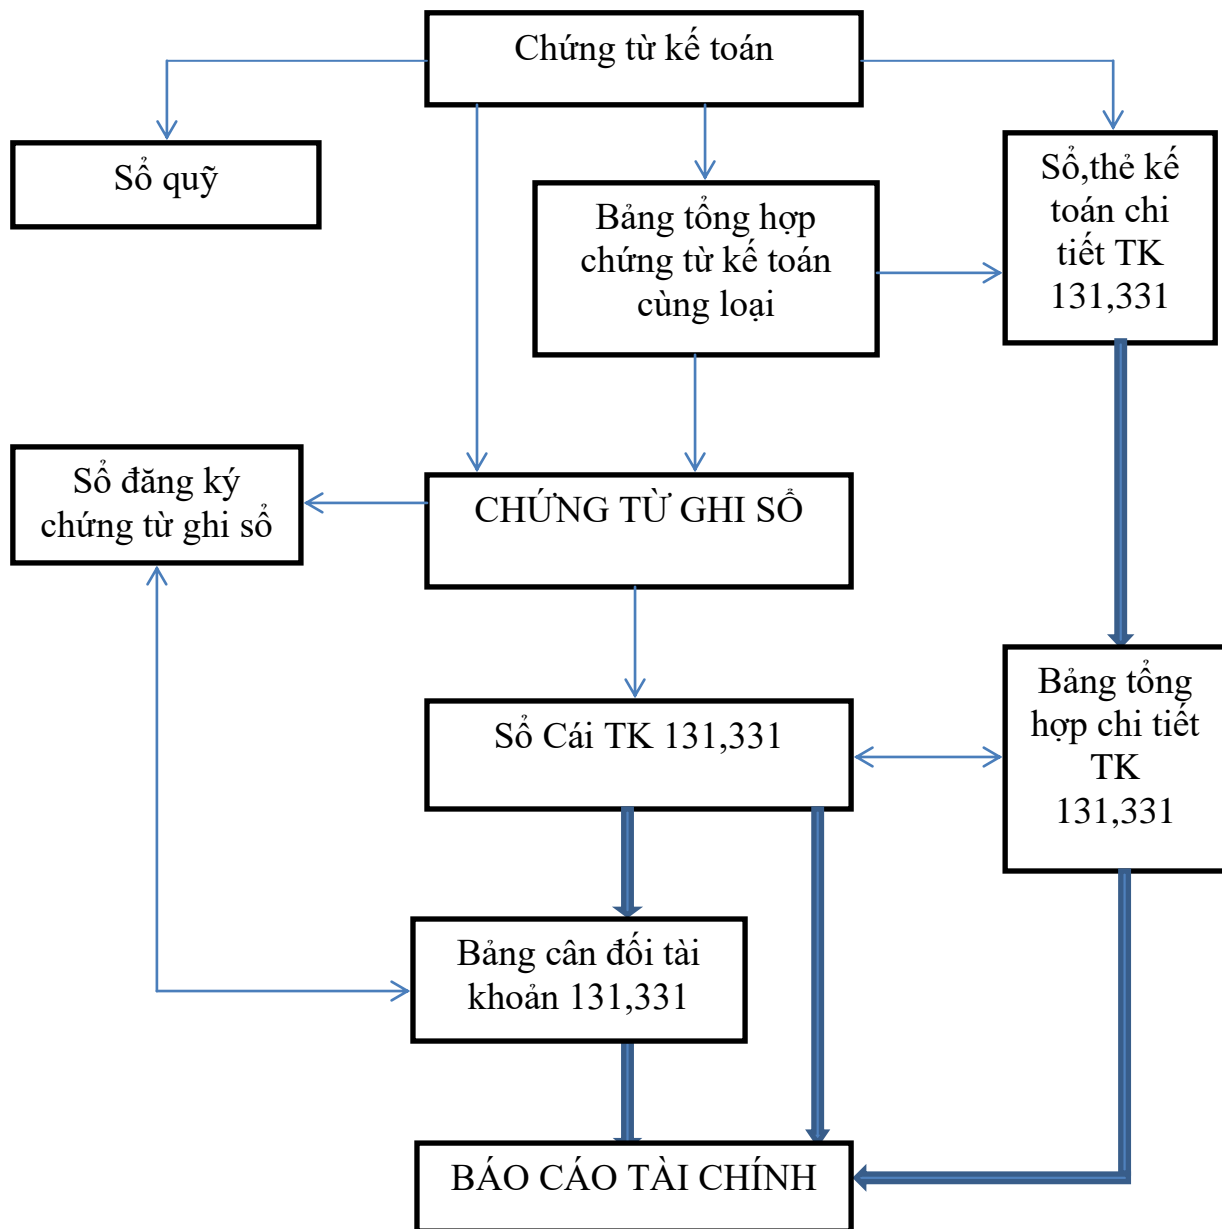 Chứng từ kế toán
Sổ quỹ
Bảng tổng hợp
chứng từ kế toán
cùng loại
Sổ,thẻ kế
toán chi
tiết TK
131,331
Sổ đăng ký
chứng từ ghi sổ
CHỨNG TỪ GHI SỔ
Sổ Cái TK 131,331
Bảng tổng
hợp chi tiết
TK
131,331
Bảng cân đối tài
khoản 131,331
BÁO CÁO TÀI CHÍNH